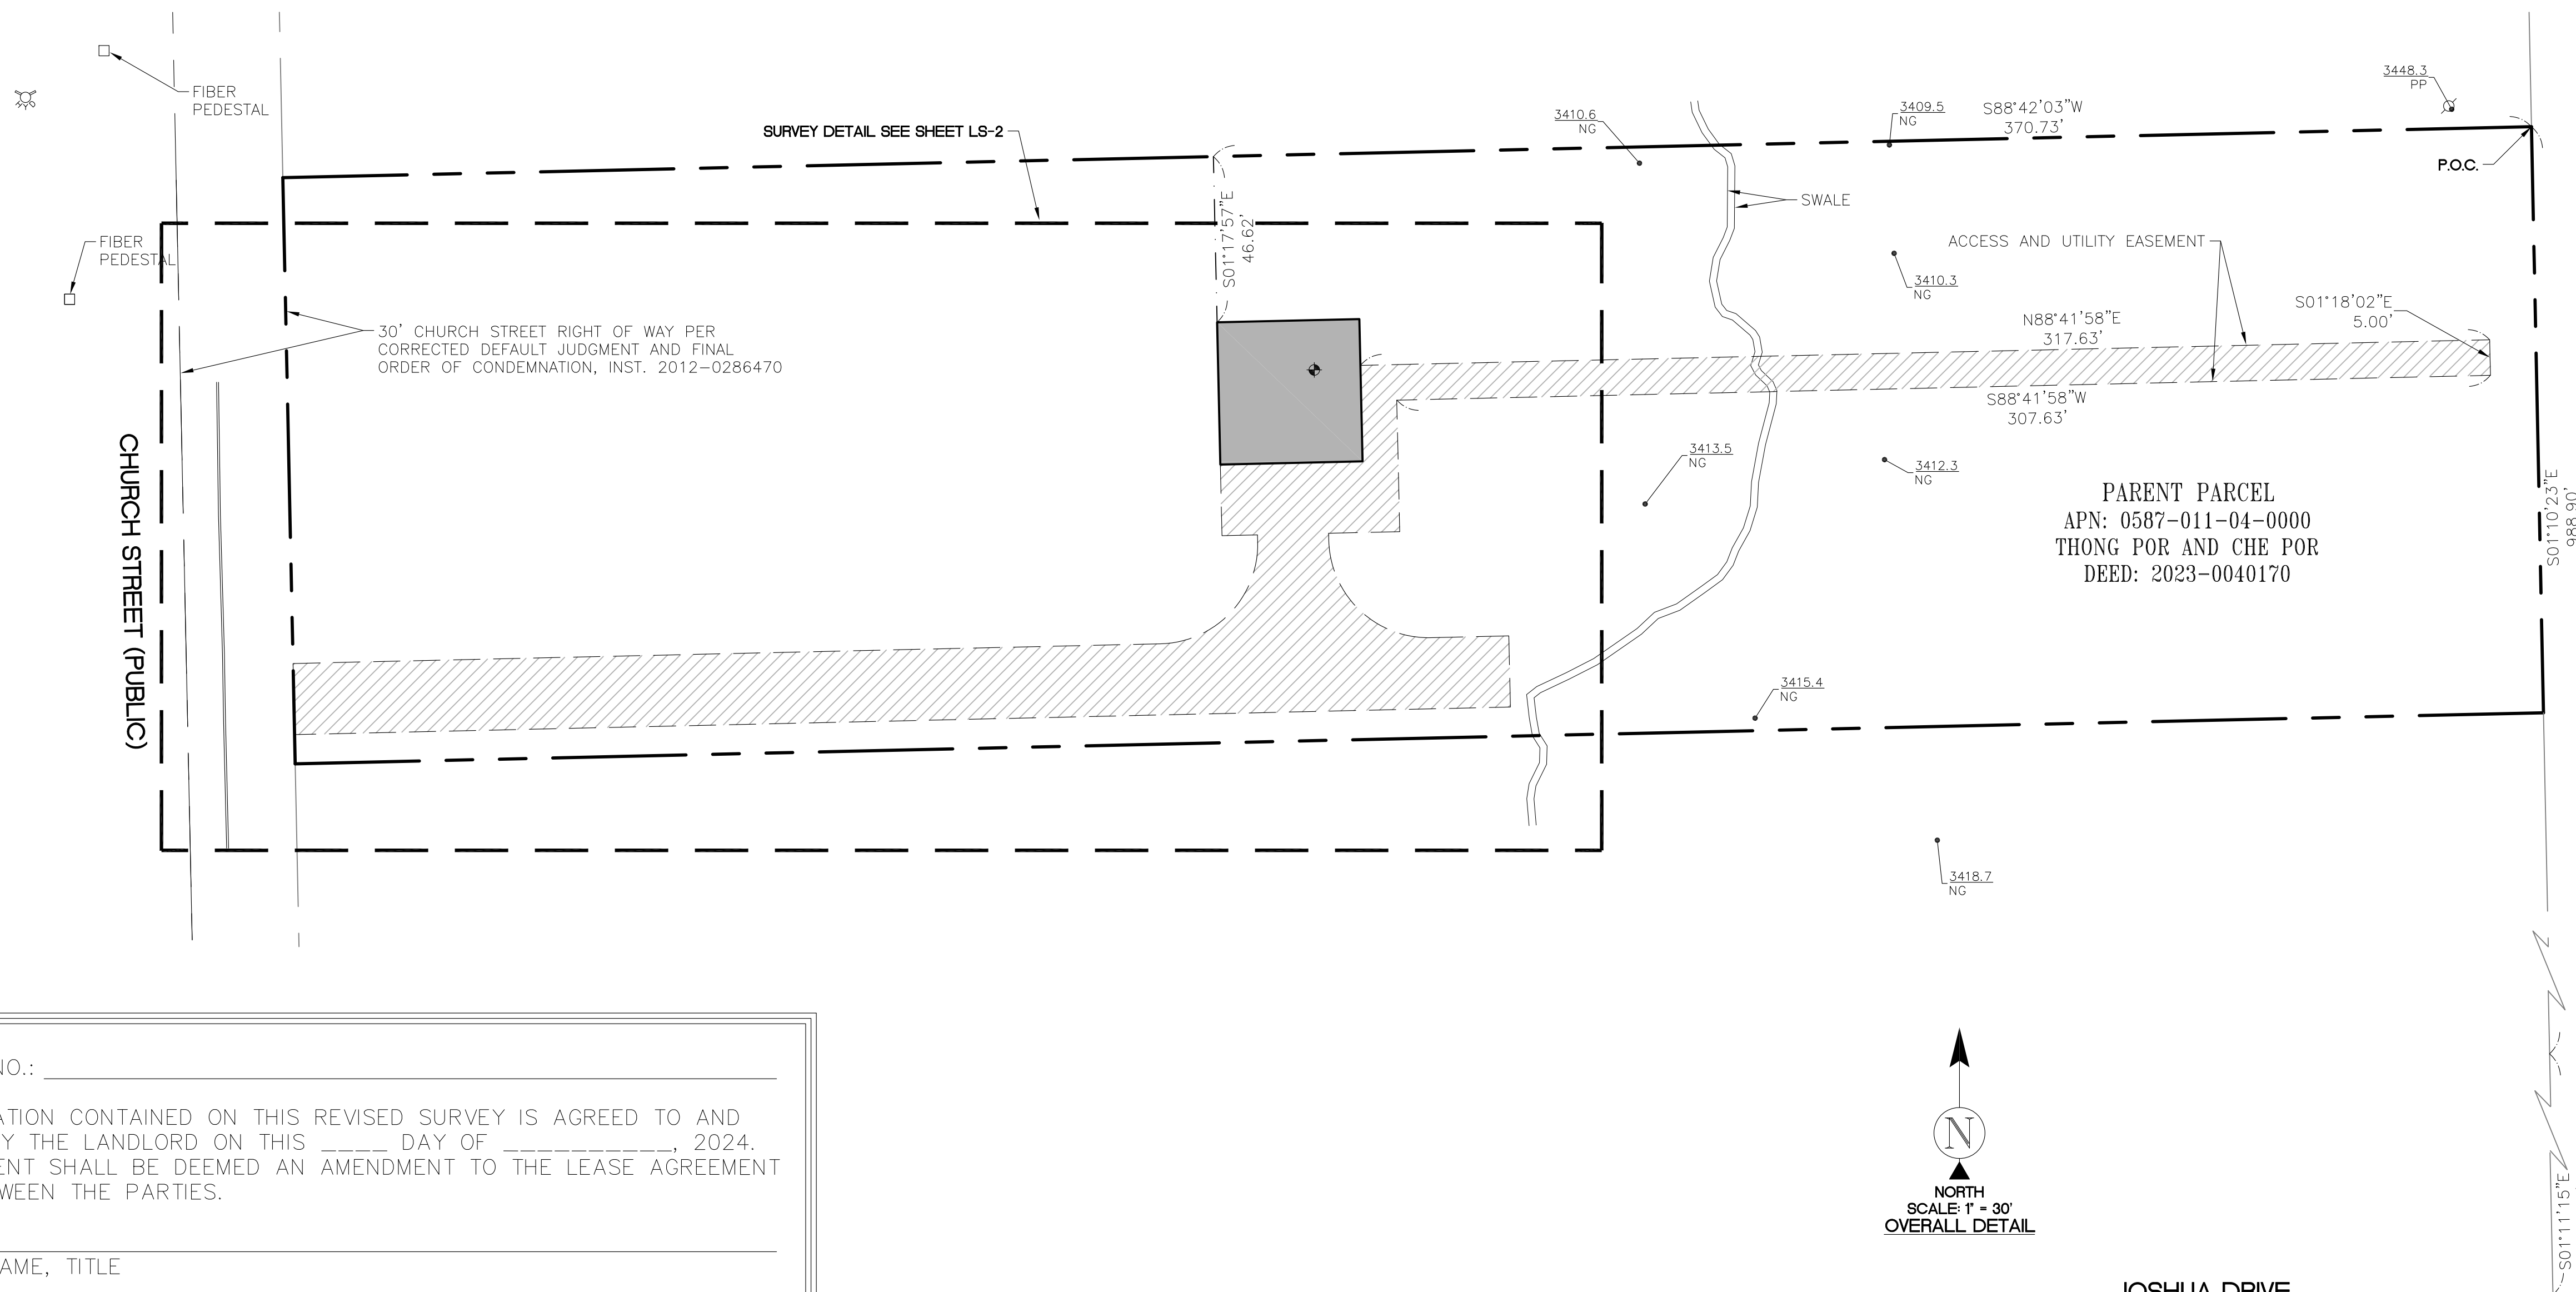 FIBER
PEDESTAL
FIBER
PEDESTAL
SURVEY DETAIL SEE SHEET LS-2
S01°17'57"E
46.62'
3410.6
NG
3409.5
NG
S88°42'03"W
370.73'
3448.3
PP
P.O.C.
SWALE
ACCESS AND UTILITY EASEMENT
3410.3
NG
N88°41'58"E
317.63'
S01°18'02"E
5.00'
30' CHURCH STREET RIGHT OF WAY PER
CORRECTED DEFAULT JUDGMENT AND FINAL
ORDER OF CONDEMNATION, INST. 2012-0286470
S88°41'58"W
307.63'
CHURCH STREET (PUBLIC)
3413.5
NG
3412.3
NG
PARENT PARCEL
APN: 0587-011-04-0000
THONG POR AND CHE POR
DEED: 2023-0040170
S01°10'23"E
988.90'
3415.4
NG
3418.7
NG
NO.:
ATION CONTAINED ON THIS REVISED SURVEY IS AGREED TO AND
Y THE LANDLORD ON THIS ____ DAY OF __________, 2024.
ENT SHALL BE DEEMED AN AMENDMENT TO THE LEASE AGREEMENT
WEEN THE PARTIES.
AME, TITLE
N
NORTH
SCALE: 1" = 30'
OVERALL DETAIL
S01°11'15"E
JOSHUA DRIVE